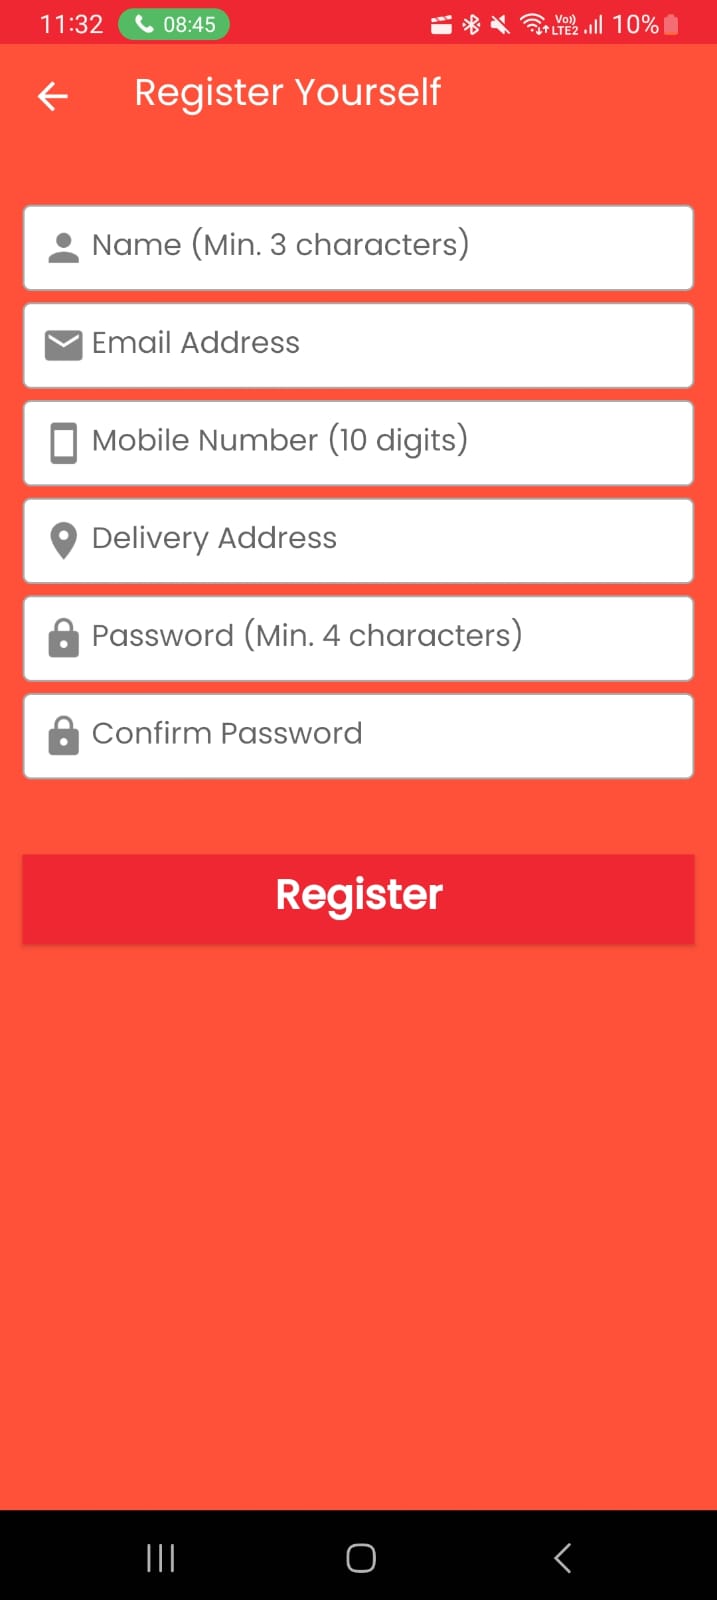 11:32 08:45 Vo)) LTE2 10%
Register Yourself
Name (Min. 3 characters)
Email Address
Mobile Number (10 digits)
Delivery Address
Password (Min. 4 characters)
Confirm Password
Register